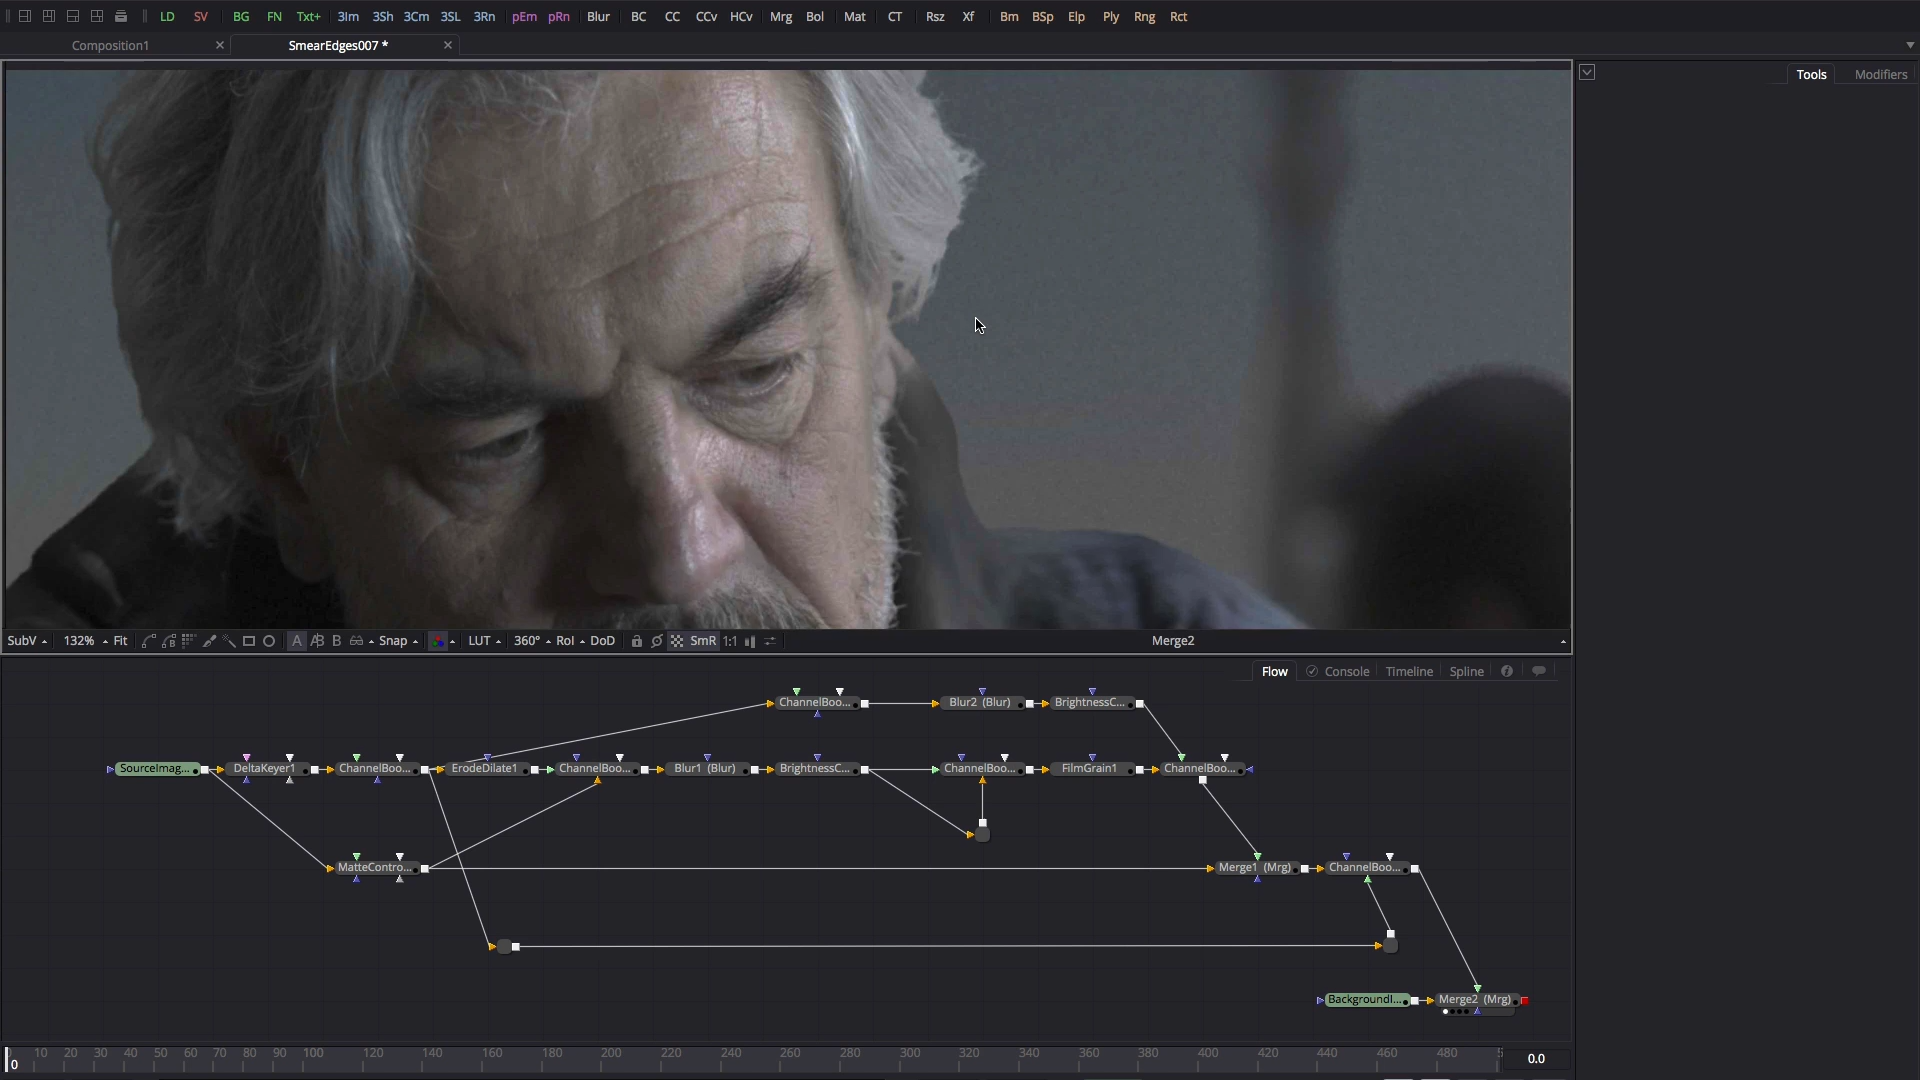 LD SV BG FN Txt+ 3Im 3Sh 3Cm 3SL 3Rn pEm pRn Blur BC CC CCv HCv Mrg Bol Mat CT Rsz Xf Bm BSp Elp Ply Rng Rct
Composition1 SmearEdges007 *
Tools Modifiers
SubV 132% Fit A A|B B Snap LUT 360° RoI DoD SmR 1:1 Merge2
Flow Console Timeline Spline
ChannelBoo... Blur2 (Blur) BrightnessC...
SourceImag... DeltaKeyer1 ChannelBoo... ErodeDilate1 ChannelBoo... Blur1 (Blur) BrightnessC... ChannelBoo... FilmGrain1 ChannelBoo...
MatteContro... Merge1 (Mrg) ChannelBoo...
BackgroundI... Merge2 (Mrg)
10 20 30 40 50 60 70 80 90 100 120 140 160 180 200 220 240 260 280 300 320 340 360 380 400 420 440 460 480 0.0
0